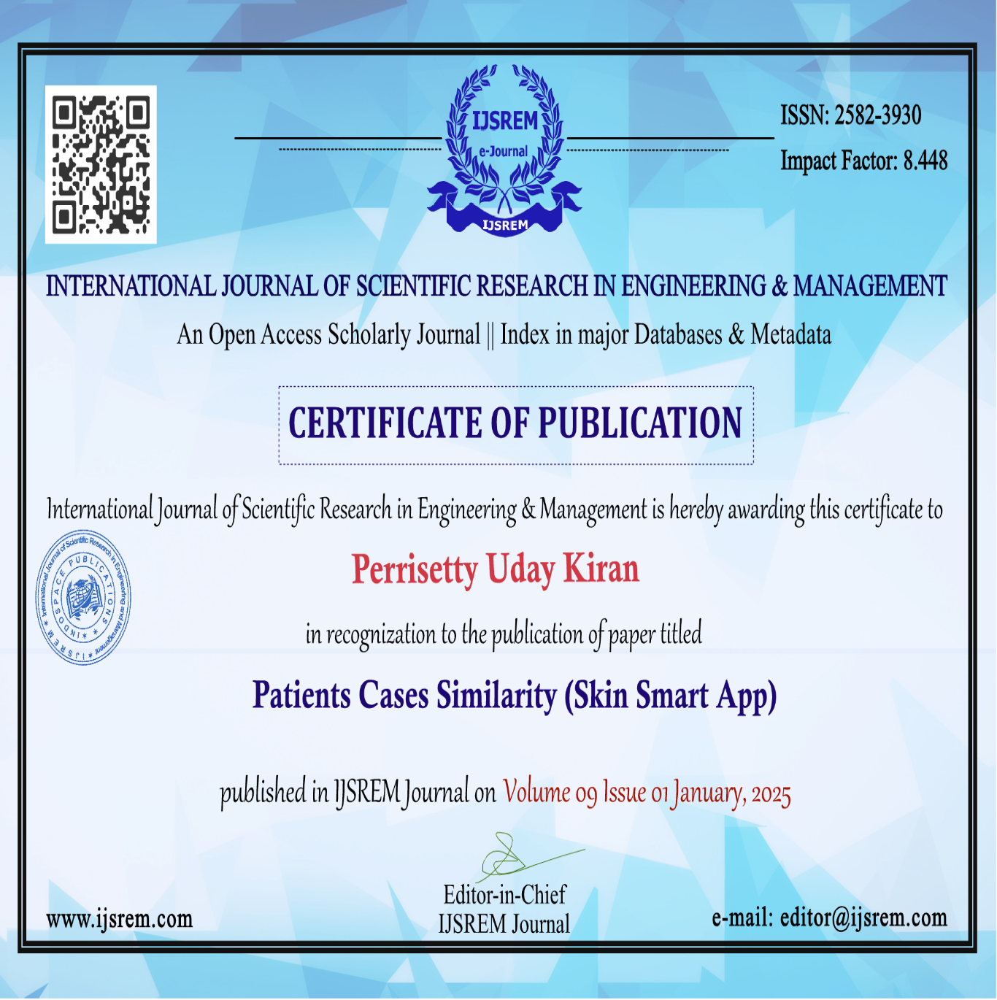 IJSREM
e-Journal
IJSREM
ISSN: 2582-3930
Impact Factor: 8.448
INTERNATIONAL JOURNAL OF SCIENTIFIC RESEARCH IN ENGINEERING & MANAGEMENT
An Open Access Scholarly Journal || Index in major Databases & Metadata
CERTIFICATE OF PUBLICATION
International Journal of Scientific Research in Engineering & Management is hereby awarding this certificate to
International Journal of Scientific Research in Engineering and Management * IJSREM *
INDOSPACE PUBLICATIONS
Perrisetty Uday Kiran
in recognization to the publication of paper titled
Patients Cases Similarity (Skin Smart App)
published in IJSREM Journal on Volume 09 Issue 01 January, 2025
Editor-in-Chief
IJSREM Journal
www.ijsrem.com
e-mail: editor@ijsrem.com